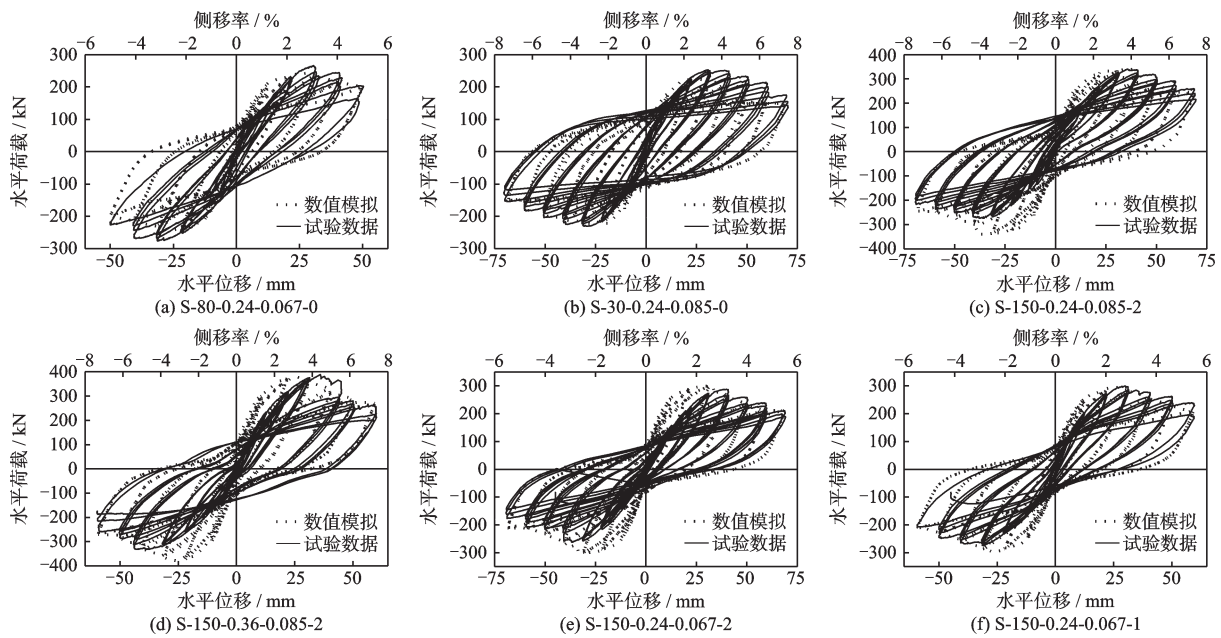 侧移率 / %
−6 −4 −2 0 2 4 6
300
200
100
0
−100
−200
−300
水平荷载 / kN
数值模拟
试验数据
−50 −25 0 25 50
水平位移 / mm
(a) S-80-0.24-0.067-0
侧移率 / %
−8 −6 −4 −2 0 2 4 6 8
300
200
100
0
−100
−200
−300
水平荷载 / kN
数值模拟
试验数据
−75 −50 −25 0 25 50 75
水平位移 / mm
(b) S-30-0.24-0.085-0
侧移率 / %
−8 −6 −4 −2 0 2 4 6 8
400
300
200
100
0
−100
−200
−300
−400
水平荷载 / kN
数值模拟
试验数据
−75 −50 −25 0 25 50 75
水平位移 / mm
(c) S-150-0.24-0.085-2
侧移率 / %
−8 −6 −4 −2 0 2 4 6 8
400
300
200
100
0
−100
−200
−300
−400
水平荷载 / kN
数值模拟
试验数据
−50 −25 0 25 50
水平位移 / mm
(d) S-150-0.36-0.085-2
侧移率 / %
−6 −4 −2 0 2 4 6
300
200
100
0
−100
−200
−300
水平荷载 / kN
数值模拟
试验数据
−75 −50 −25 0 25 50 75
水平位移 / mm
(e) S-150-0.24-0.067-2
侧移率 / %
−6 −4 −2 0 2 4 6
300
200
100
0
−100
−200
−300
水平荷载 / kN
数值模拟
试验数据
−50 −25 0 25 50
水平位移 / mm
(f) S-150-0.24-0.067-1